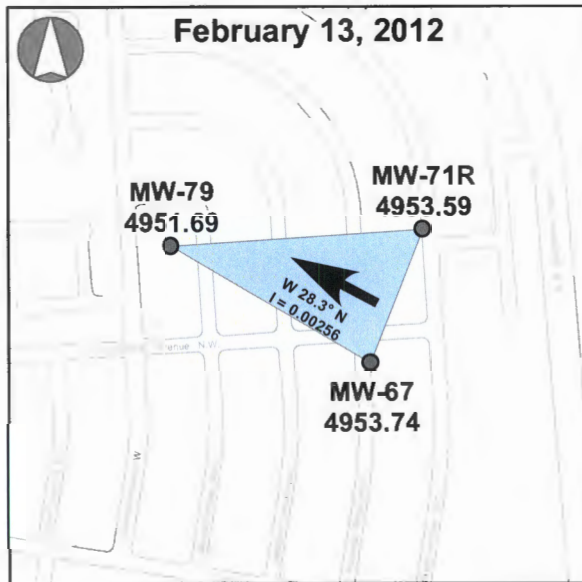 February 13, 2012
MW-71R
4953.59
MW-79
4951.69
W 28.3° N
I = 0.00256
enue N.W.
MW-67
4953.74
W